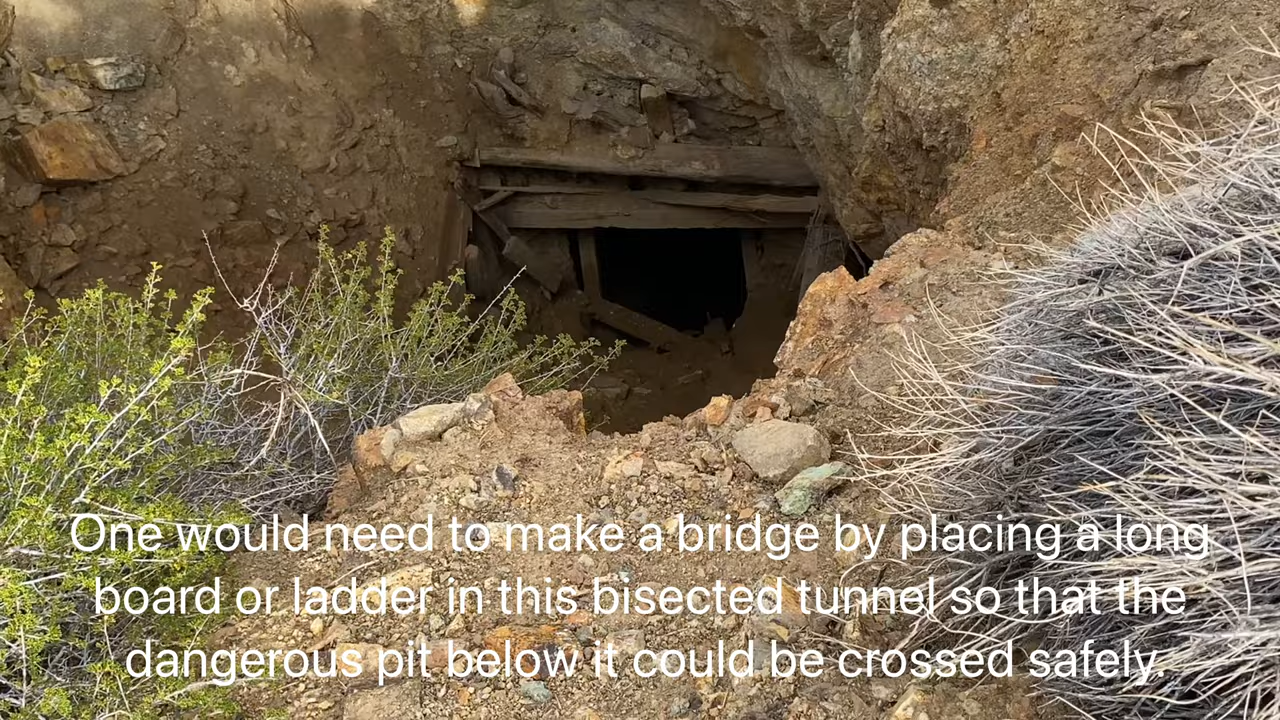 One would need to make a bridge by placing a long
board or ladder in this bisected tunnel so that the
dangerous pit below it could be crossed safely.